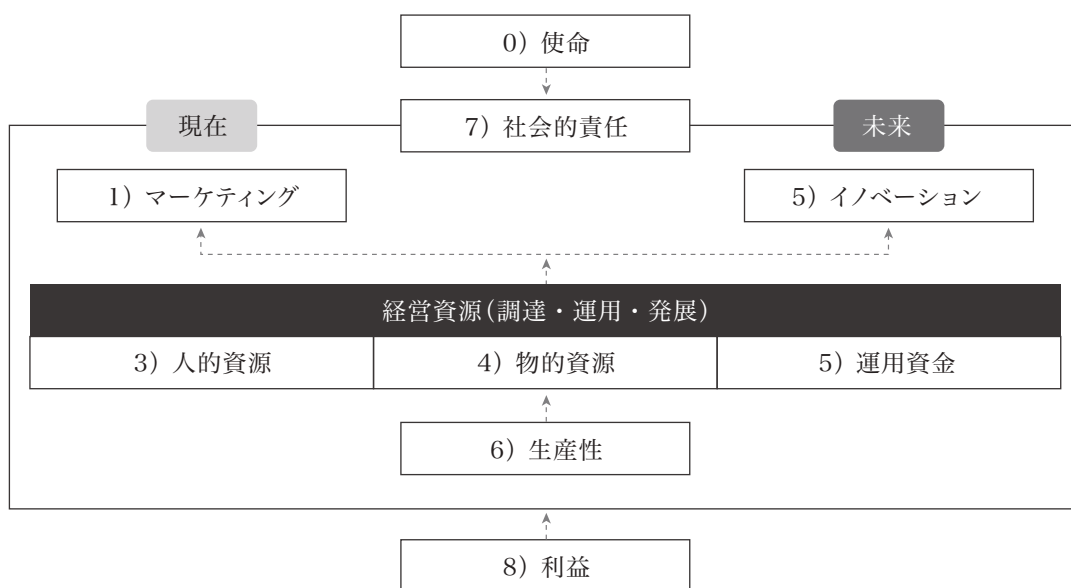 0）使命
現在
7）社会的責任
未来
1）マーケティング
5）イノベーション
経営資源（調達・運用・発展）
3）人的資源
4）物的資源
5）運用資金
6）生産性
8）利益